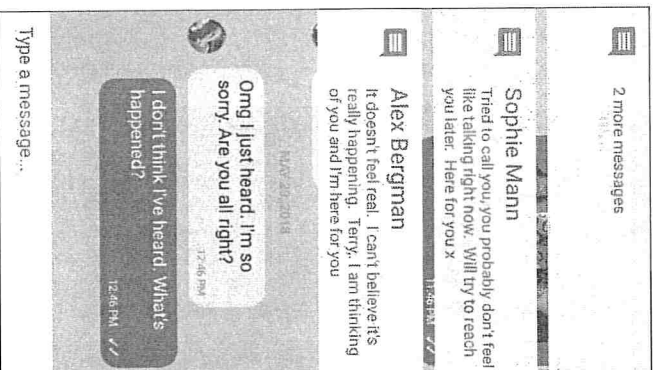 2 more messages
Sophie Mann
Tried to call you, you probably don't feel
like talking right now. Will try to reach
you later. Here for you x
Alex Bergman
It doesn't feel real. I can't believe it's
really happening. Terry, I am thinking
of you and I'm here for you
Omg I just heard. I'm so
sorry. Are you all right?
12:46 PM
I don't think I've heard. What's
happened?
12:46 PM
Type a message...